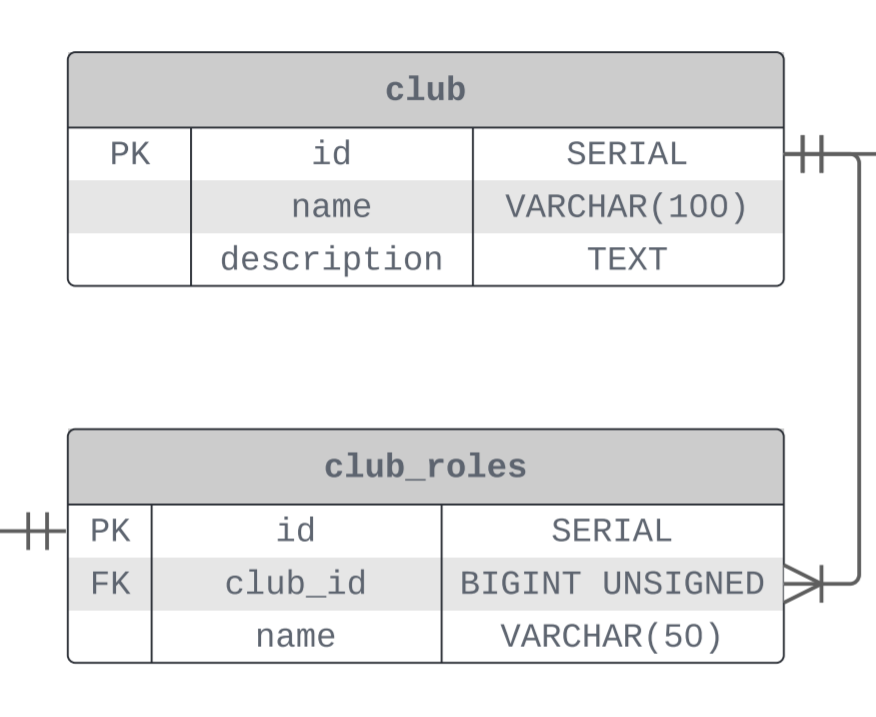 club
PK id SERIAL
name VARCHAR(100)
description TEXT
club_roles
PK id SERIAL
FK club_id BIGINT UNSIGNED
name VARCHAR(50)